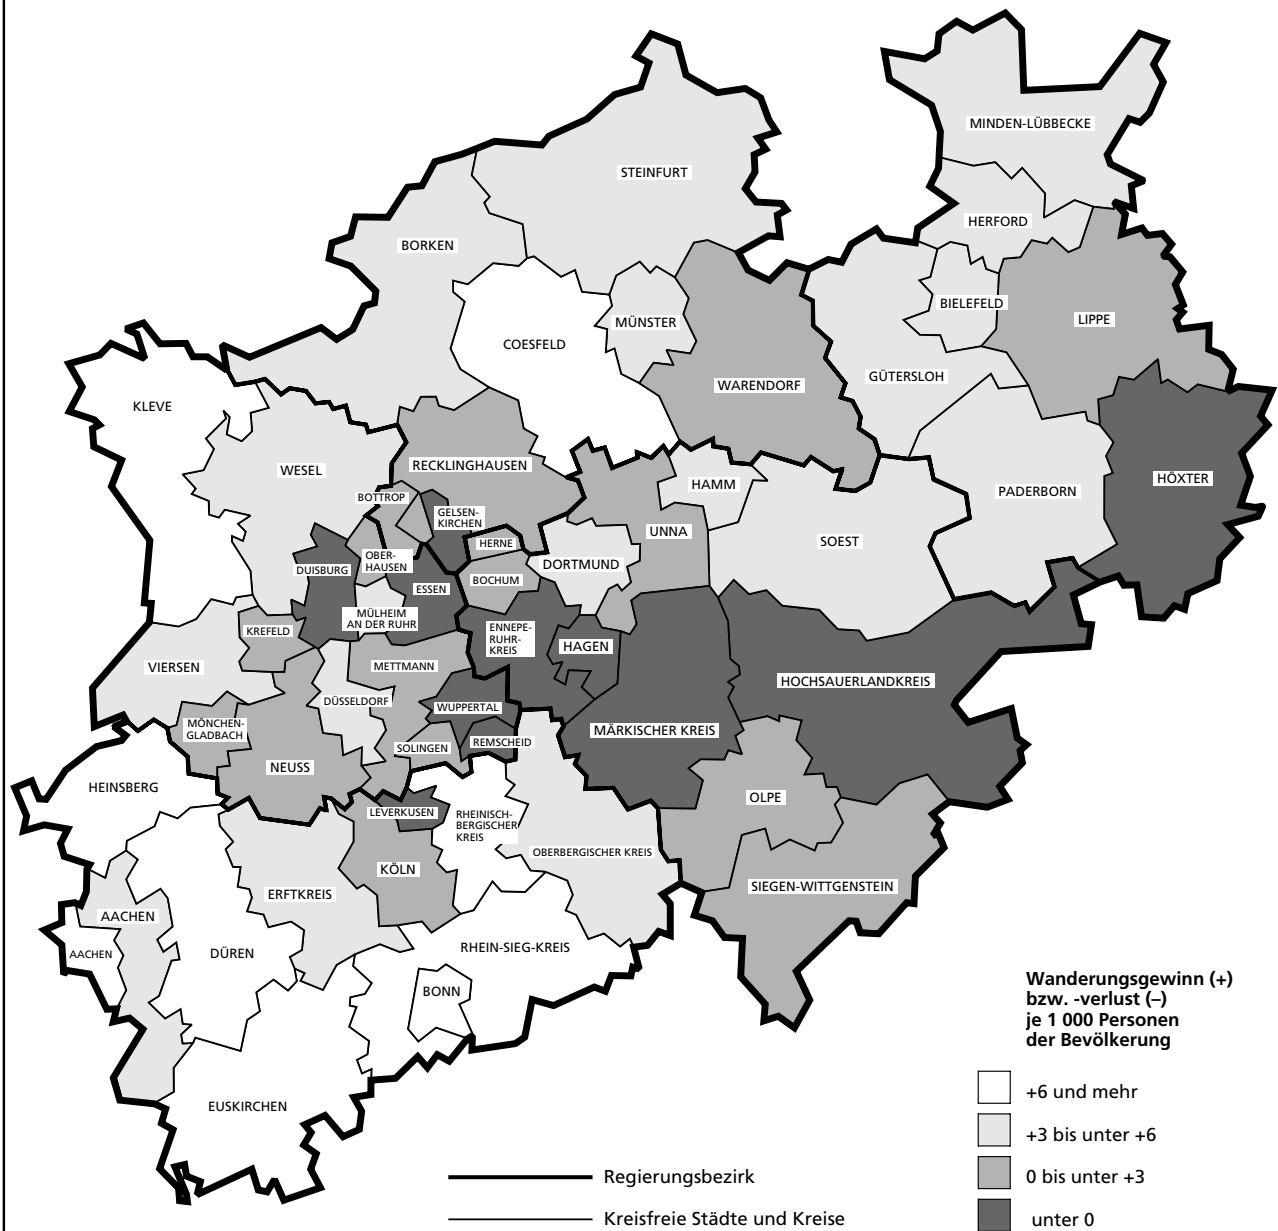 MINDEN-LÜBBECKE
STEINFURT
HERFORD
BORKEN
BIELEFELD
LIPPE
MÜNSTER
COESFELD
GÜTERSLOH
WARENDORF
KLEVE
RECKLINGHAUSEN
WESEL
HÖXTER
HAMM
PADERBORN
BOTTROP
GELSEN-
KIRCHEN
UNNA
HERNE
SOEST
OBER-
HAUSEN
DORTMUND
DUISBURG
BOCHUM
ESSEN
MÜLHEIM
AN DER RUHR
KREFELD
ENNEPE-
RUHR-
KREIS
HAGEN
METTMANN
VIERSEN
HOCHSAUERLANDKREIS
DÜSSELDORF
WUPPERTAL
MÖNCHEN-
GLADBACH
MÄRKISCHER KREIS
REMSCHEID
SOLINGEN
NEUSS
HEINSBERG
OLPE
LEVERKUSEN
RHEINISCH-
BERGISCHER
KREIS
OBERBERGISCHER KREIS
KÖLN
SIEGEN-WITTGENSTEIN
ERFTKREIS
AACHEN
RHEIN-SIEG-KREIS
AACHEN
DÜREN
BONN
EUSKIRCHEN
Wanderungsgewinn (+)
bzw. -verlust (–)
je 1 000 Personen
der Bevölkerung
+6 und mehr
+3 bis unter +6
0 bis unter +3
unter 0
Regierungsbezirk
Kreisfreie Städte und Kreise